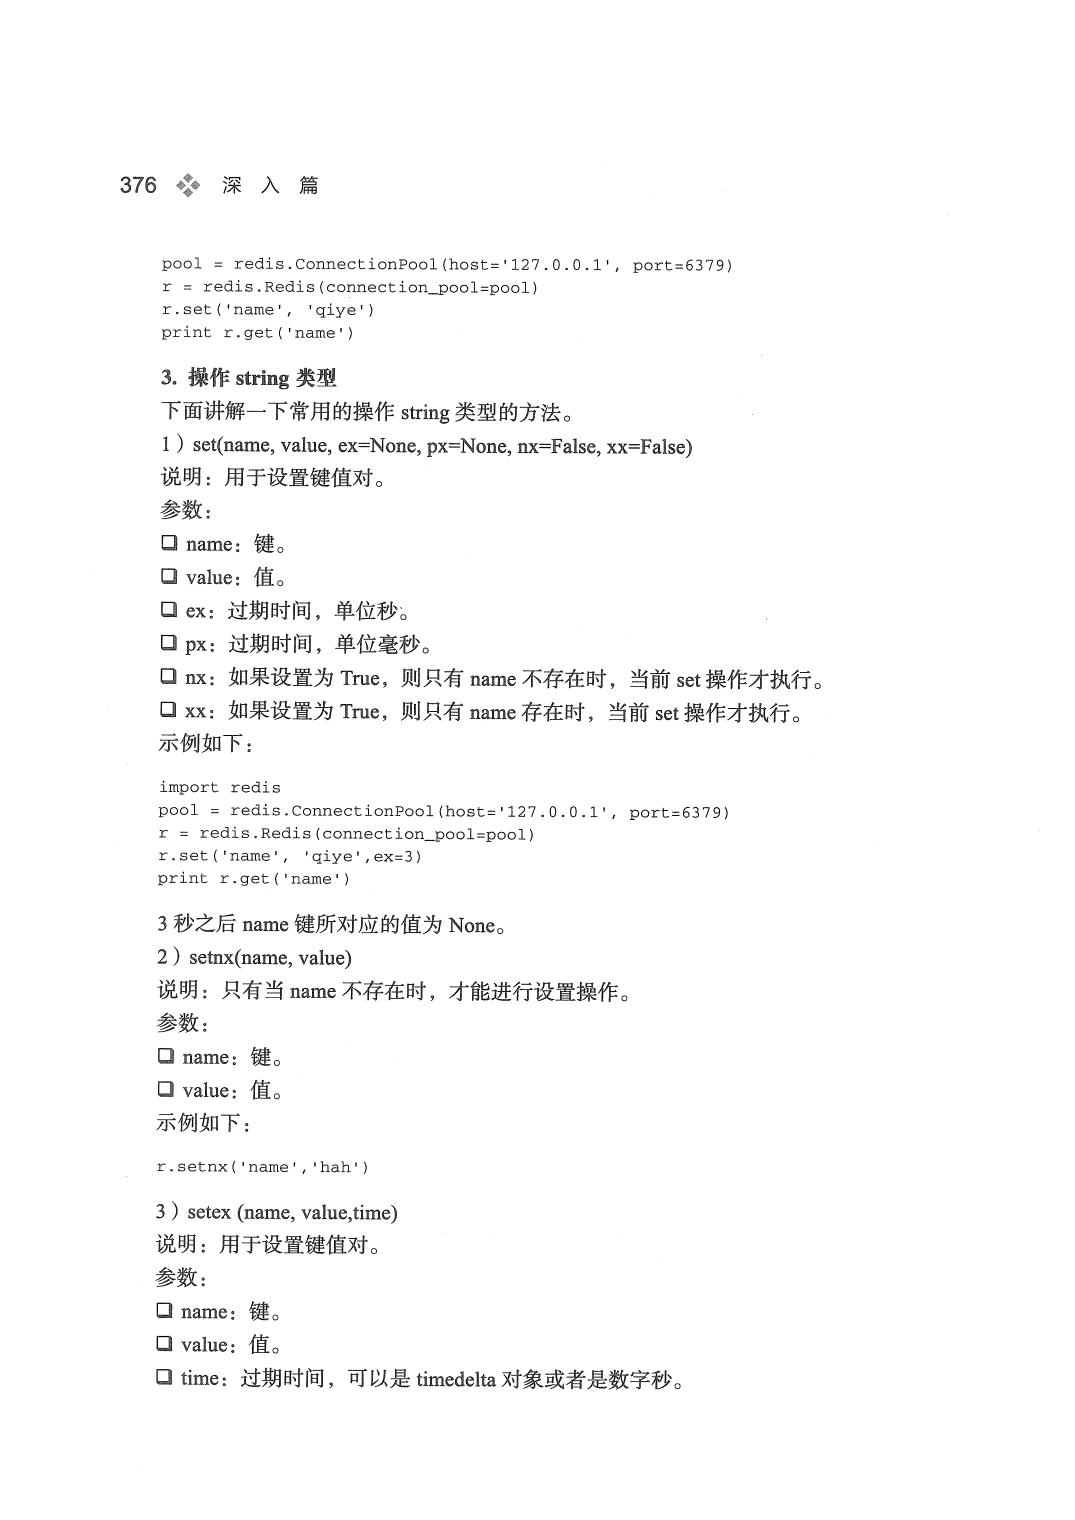 376 深入篇
pool = redis.ConnectionPool(host='127.0.0.1', port=6379)
r = redis.Redis(connection_pool=pool)
r.set('name', 'qiye')
print r.get('name')
3. 操作 string 类型
下面讲解一下常用的操作 string 类型的方法。
1）set(name, value, ex=None, px=None, nx=False, xx=False)
说明：用于设置键值对。
参数：
❑ name：键。
❑ value：值。
❑ ex：过期时间，单位秒。
❑ px：过期时间，单位毫秒。
❑ nx：如果设置为 True，则只有 name 不存在时，当前 set 操作才执行。
❑ xx：如果设置为 True，则只有 name 存在时，当前 set 操作才执行。
示例如下：
import redis
pool = redis.ConnectionPool(host='127.0.0.1', port=6379)
r = redis.Redis(connection_pool=pool)
r.set('name', 'qiye',ex=3)
print r.get('name')
3 秒之后 name 键所对应的值为 None。
2）setnx(name, value)
说明：只有当 name 不存在时，才能进行设置操作。
参数：
❑ name：键。
❑ value：值。
示例如下：
r.setnx('name','hah')
3）setex (name, value,time)
说明：用于设置键值对。
参数：
❑ name：键。
❑ value：值。
❑ time：过期时间，可以是 timedelta 对象或者是数字秒。